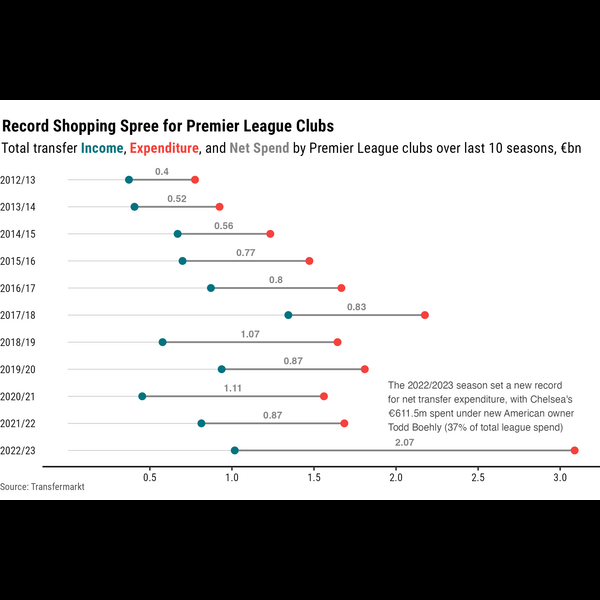 Record Shopping Spree for Premier League Clubs
Total transfer Income, Expenditure, and Net Spend by Premier League clubs over last 10 seasons, €bn
2012/13 0.4
2013/14 0.52
2014/15 0.56
2015/16 0.77
2016/17 0.8
2017/18 0.83
2018/19 1.07
2019/20 0.87
2020/21 1.11
2021/22 0.87
The 2022/2023 season set a new record
for net transfer expenditure, with Chelsea's
€611.5m spent under new American owner
Todd Boehly (37% of total league spend)
2022/23 2.07
0.5 1.0 1.5 2.0 2.5 3.0
Source: Transfermarkt